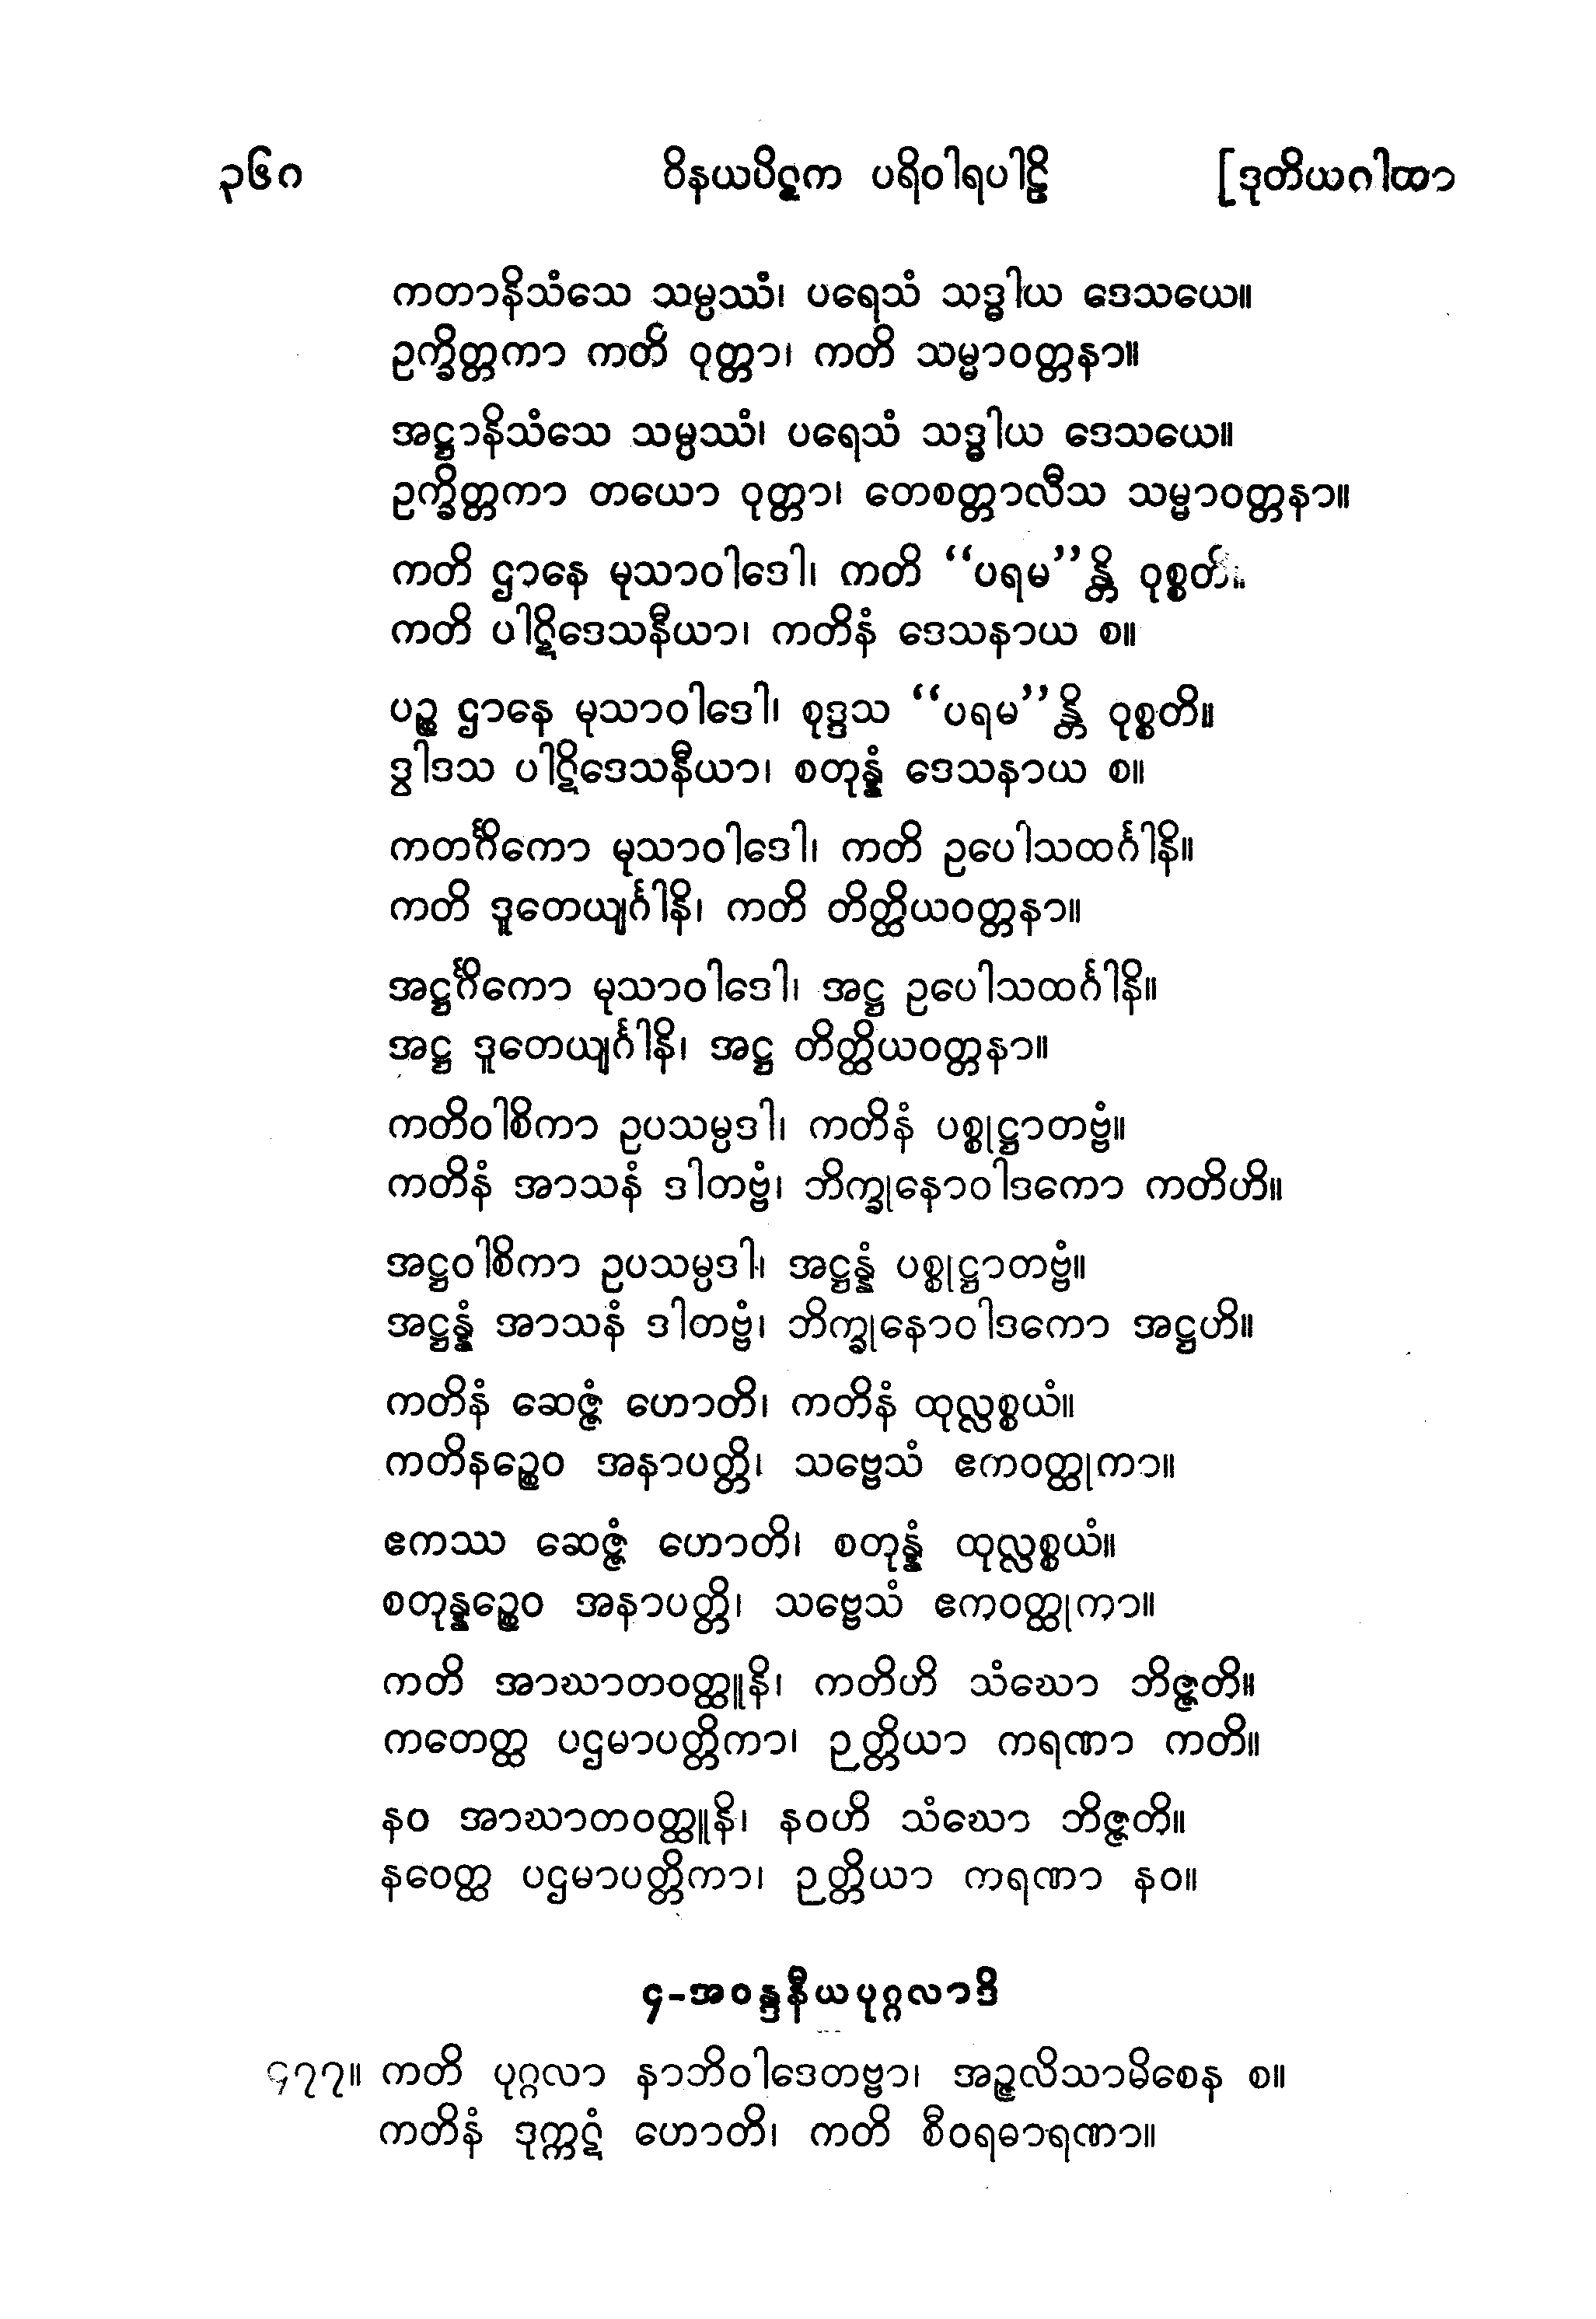 ၃၆၈ ဝိနယပိဋက ပရိဝါရပါဠိ [ဒုတိယဂါထာ
ကတာနိသံသေ သမ္ပဿံ၊ ပရေသံ သဒ္ဓါယ ဒေသယေ။
ဥက္ခိတ္တကာ ကတိ ဝုတ္တာ၊ ကတိ သမ္မာဝတ္တနာ။
အဋ္ဌာနိသံသေ သမ္ပဿံ၊ ပရေသံ သဒ္ဓါယ ဒေသယေ။
ဥက္ခိတ္တကာ တယော ဝုတ္တာ၊ တေစတ္တာလီသ သမ္မာဝတ္တနာ။
ကတိ ဌာနေ မုသာဝါဒေါ၊ ကတိ “ပရမ”န္တိ ဝုစ္စတိ။
ကတိ ပါဋိဒေသနီယာ၊ ကတိနံ ဒေသနာယ စ။
ပဉ္စ ဌာနေ မုသာဝါဒေါ၊ စုဒ္ဒသ “ပရမ”န္တိ ဝုစ္စတိ။
ဒွါဒသ ပါဋိဒေသနီယာ၊ စတုန္နံ ဒေသနာယ စ။
ကတင်္ဂိကော မုသာဝါဒေါ၊ ကတိ ဥပေါသထင်္ဂါနိ။
ကတိ ဒူတေယျင်္ဂါနိ၊ ကတိ တိတ္ထိယဝတ္တနာ။
အဋ္ဌင်္ဂိကော မုသာဝါဒေါ၊ အဋ္ဌ ဥပေါသထင်္ဂါနိ။
အဋ္ဌ ဒူတေယျင်္ဂါနိ၊ အဋ္ဌ တိတ္ထိယဝတ္တနာ။
ကတိဝါစိကာ ဥပသမ္ပဒါ၊ ကတိနံ ပစ္စုဋ္ဌာတဗ္ဗံ။
ကတိနံ အာသနံ ဒါတဗ္ဗံ၊ ဘိက္ခုနောဝါဒကော ကတိဟိ။
အဋ္ဌဝါစိကာ ဥပသမ္ပဒါ၊ အဋ္ဌန္နံ ပစ္စုဋ္ဌာတဗ္ဗံ။
အဋ္ဌန္နံ အာသနံ ဒါတဗ္ဗံ၊ ဘိက္ခုနောဝါဒကော အဋ္ဌဟိ။
ကတိနံ ဆေဇ္ဇံ ဟောတိ၊ ကတိနံ ထုလ္လစ္စယံ။
ကတိနဉ္စေဝ အနာပတ္တိ၊ သဗ္ဗေသံ ဧကဝတ္ထုကာ။
ဧကဿ ဆေဇ္ဇံ ဟောတိ၊ စတုန္နံ ထုလ္လစ္စယံ။
စတုန္နဉ္စေဝ အနာပတ္တိ၊ သဗ္ဗေသံ ဧကဝတ္ထုကာ။
ကတိ အာဃာတဝတ္ထူနိ၊ ကတိဟိ သံဃော ဘိဇ္ဇတိ။
ကတေတ္ထ ပဌမာပတ္တိကာ၊ ဉတ္တိယာ ကရဏာ ကတိ။
နဝ အာဃာတဝတ္ထူနိ၊ နဝဟိ သံဃော ဘိဇ္ဇတိ။
နဝေတ္ထ ပဌမာပတ္တိကာ၊ ဉတ္တိယာ ကရဏာ နဝ။
၄-အဝန္ဒနီယပုဂ္ဂလာဒိ
၄၇၇။ ကတိ ပုဂ္ဂလာ နာဘိဝါဒေတဗ္ဗာ၊ အဉ္ဇလိသာမိစေန စ။
ကတိနံ ဒုက္ကဋံ ဟောတိ၊ ကတိ စီဝရဓာရဏာ။